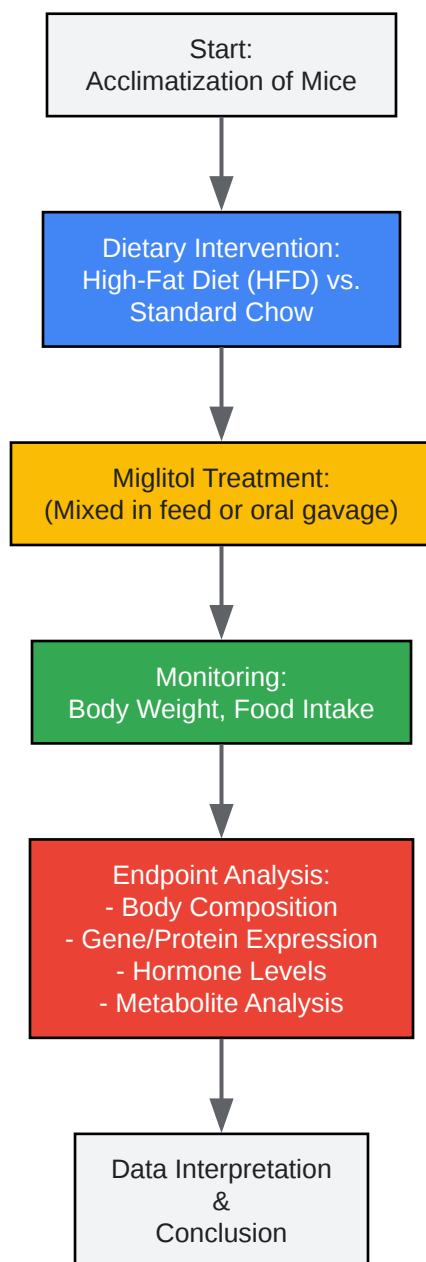 Start:
Acclimatization of Mice
Dietary Intervention:
High-Fat Diet (HFD) vs.
Standard Chow
Miglitol Treatment:
(Mixed in feed or oral gavage)
Monitoring:
Body Weight, Food Intake
Endpoint Analysis:
- Body Composition
- Gene/Protein Expression
- Hormone Levels
- Metabolite Analysis
Data Interpretation
&
Conclusion